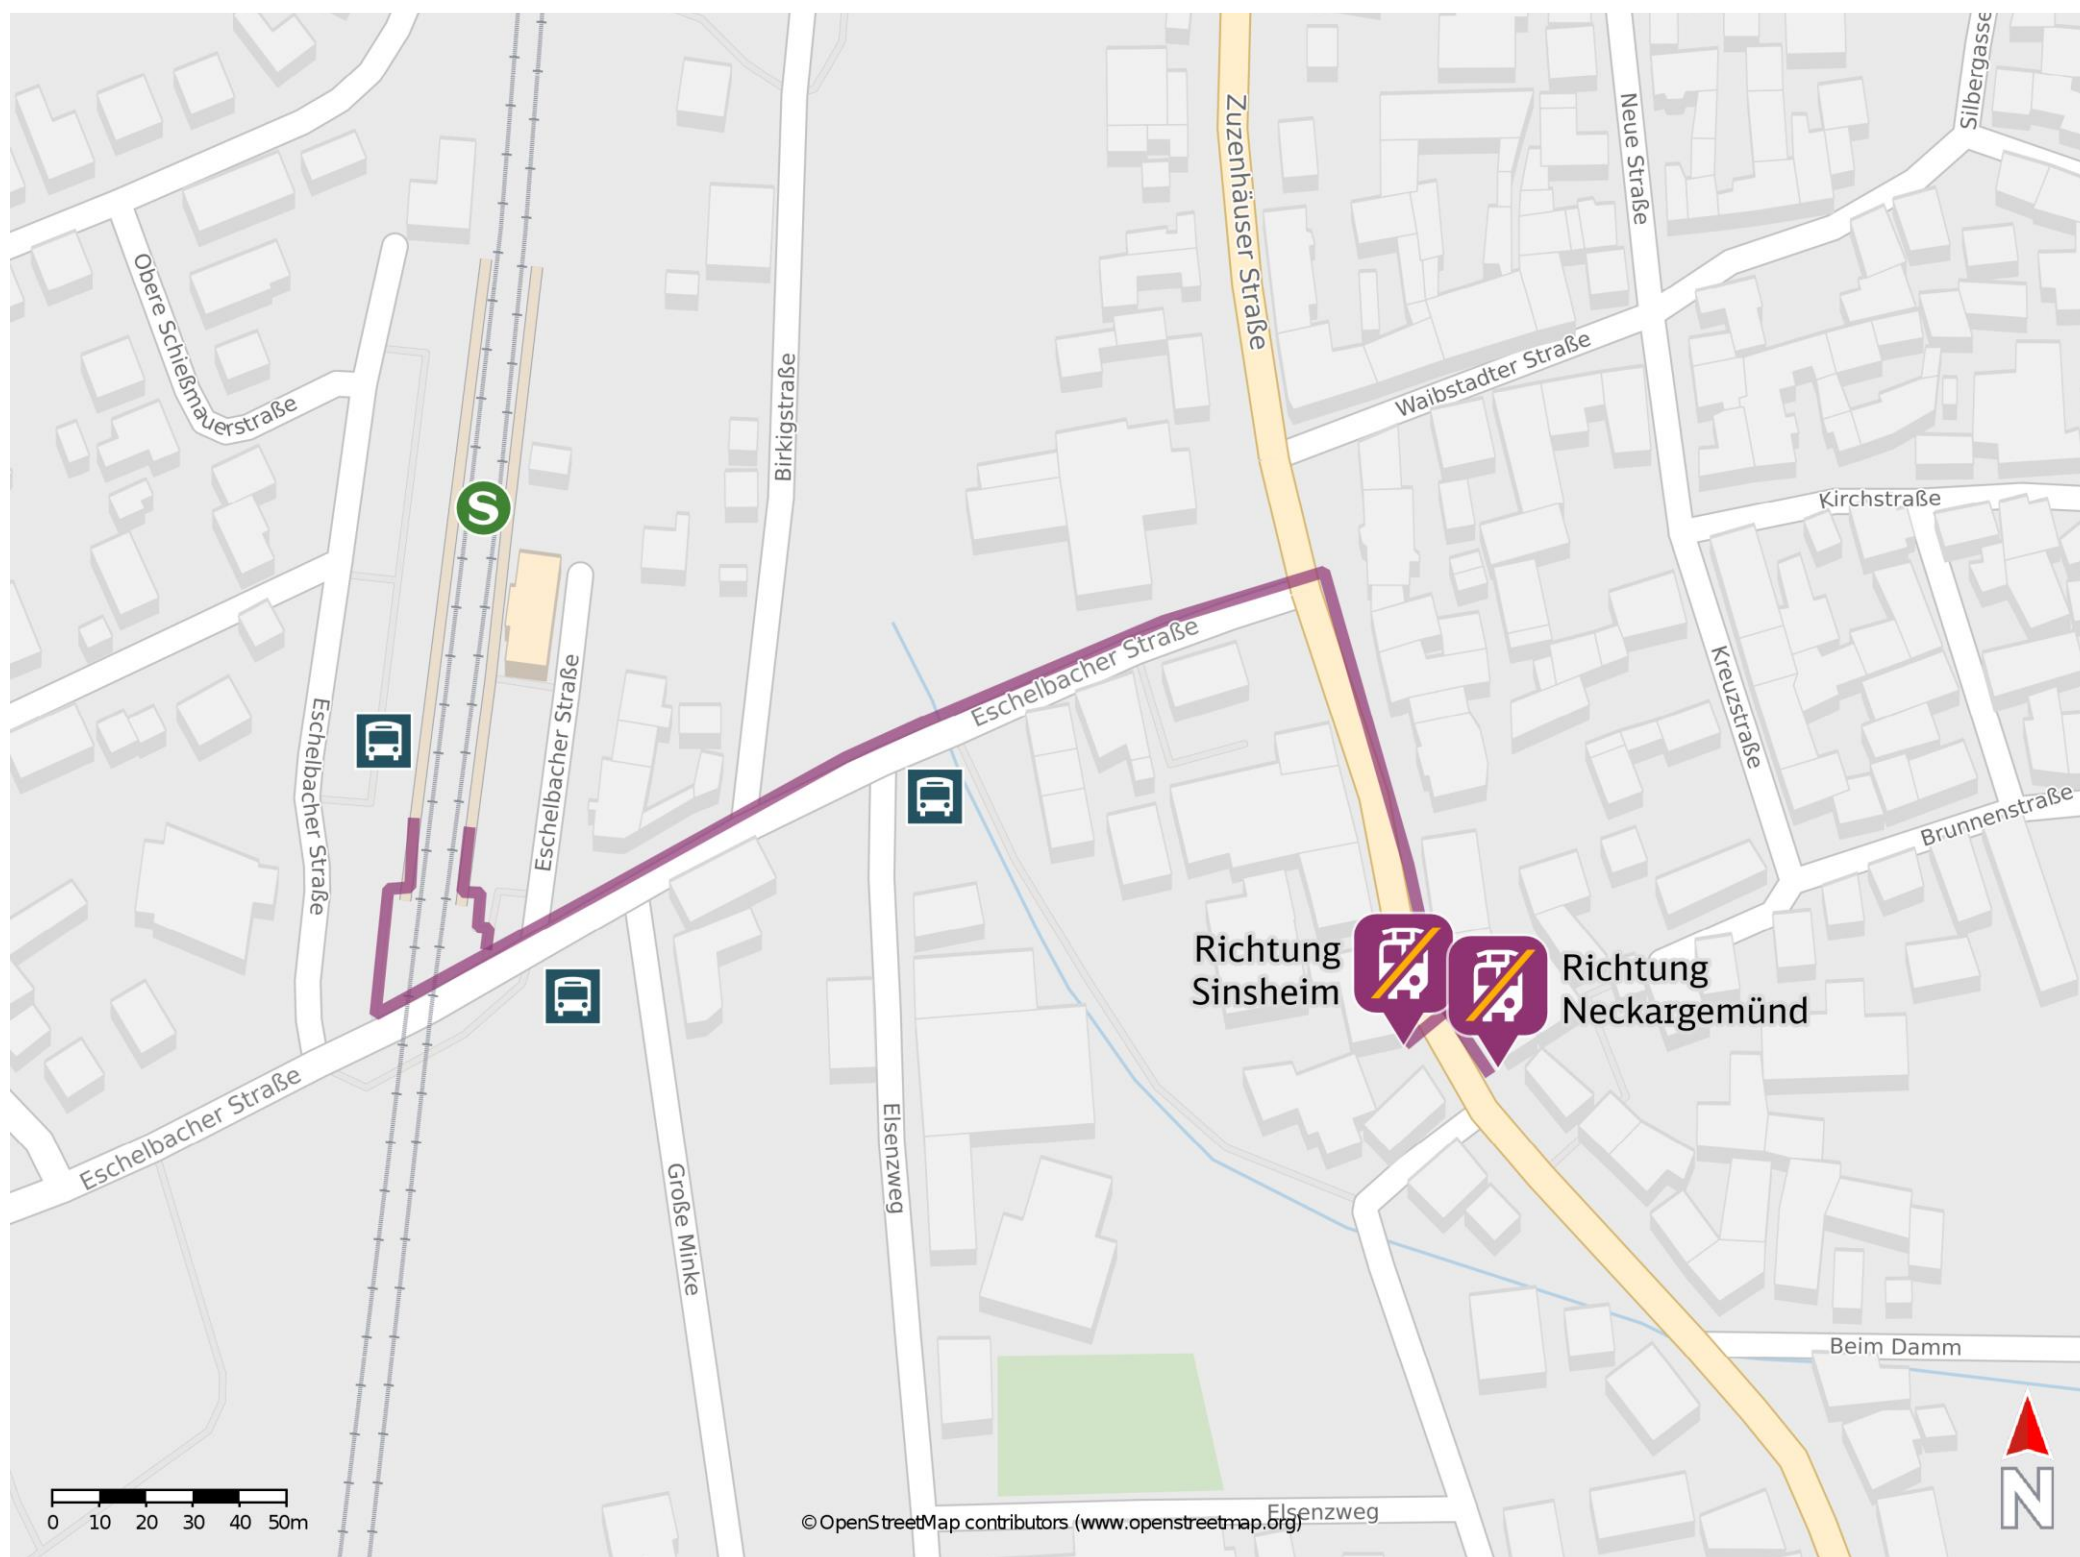 Silbergasse
Neue Straße
Zuzenhäuser Straße
Obere Schießmauerstraße
Waibstadter Straße
Birkigstraße
Kirchstraße
S
Eschelbacher Straße
Kreuzstraße
Eschelbacher Straße
Eschelbacher Straße
Brunnenstraße
Richtung
Sinsheim
Richtung
Neckargemünd
Eschelbacher Straße
Elsenzweg
Große Minke
Beim Damm
Elsenzweg
0 10 20 30 40 50m
©OpenStreetMap contributors (www.openstreetmap.org)
N